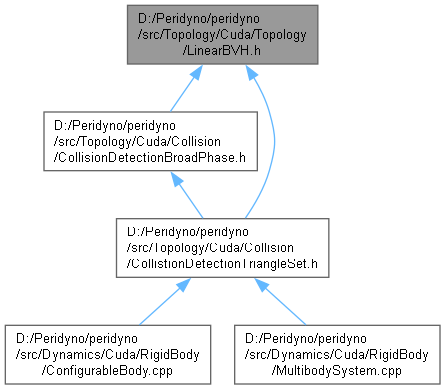 D:/Peridyno/peridyno
/src/Topology/Cuda/Topology
/LinearBVH.h
D:/Peridyno/peridyno
/src/Topology/Cuda/Collision
/CollisionDetectionBroadPhase.h
D:/Peridyno/peridyno
/src/Topology/Cuda/Collision
/CollistionDetectionTriangleSet.h
D:/Peridyno/peridyno
/src/Dynamics/Cuda/RigidBody
/ConfigurableBody.cpp
D:/Peridyno/peridyno
/src/Dynamics/Cuda/RigidBody
/MultibodySystem.cpp